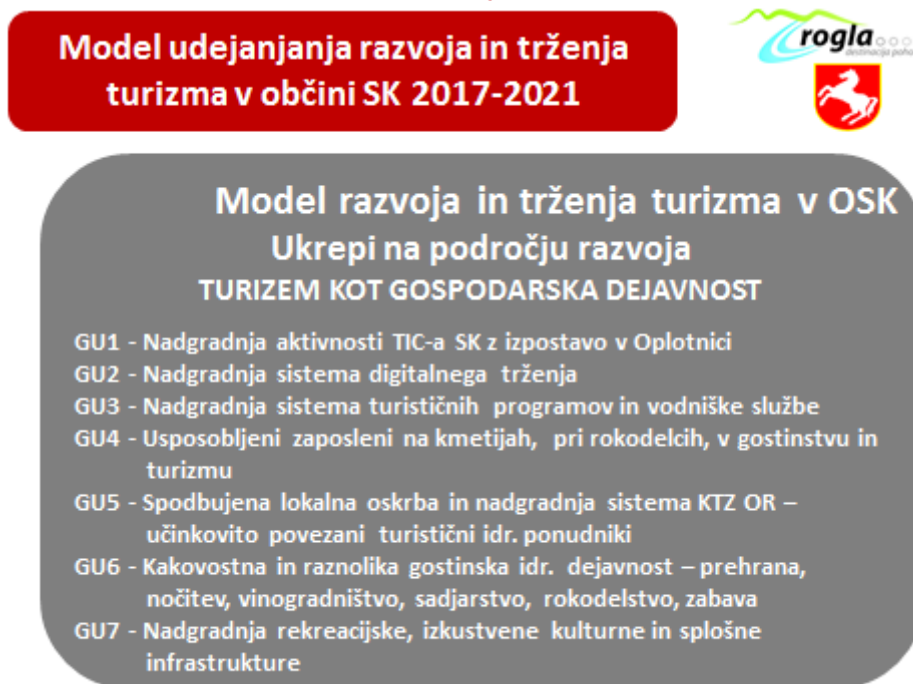 Model udejanjanja razvoja in trženja
turizma v občini SK 2017-2021
rogla
destinacija
Model razvoja in trženja turizma v OSK
Ukrepi na področju razvoja
TURIZEM KOT GOSPODARSKA DEJAVNOST
GU1 - Nadgradnja aktivnosti TIC-a SK z izpostavo v Oplotnici
GU2 - Nadgradnja sistema digitalnega trženja
GU3 - Nadgradnja sistema turističnih programov in vodniške službe
GU4 - Usposobljeni zaposleni na kmetijah, pri rokodelcih, v gostinstvu in
turizmu
GU5 - Spodbujena lokalna oskrba in nadgradnja sistema KTZ OR –
učinkovito povezani turistični idr. ponudniki
GU6 - Kakovostna in raznolika gostinska idr. dejavnost – prehrana,
nočitev, vinogradništvo, sadjarstvo, rokodelstvo, zabava
GU7 - Nadgradnja rekreacijske, izkustvene kulturne in splošne
infrastrukture